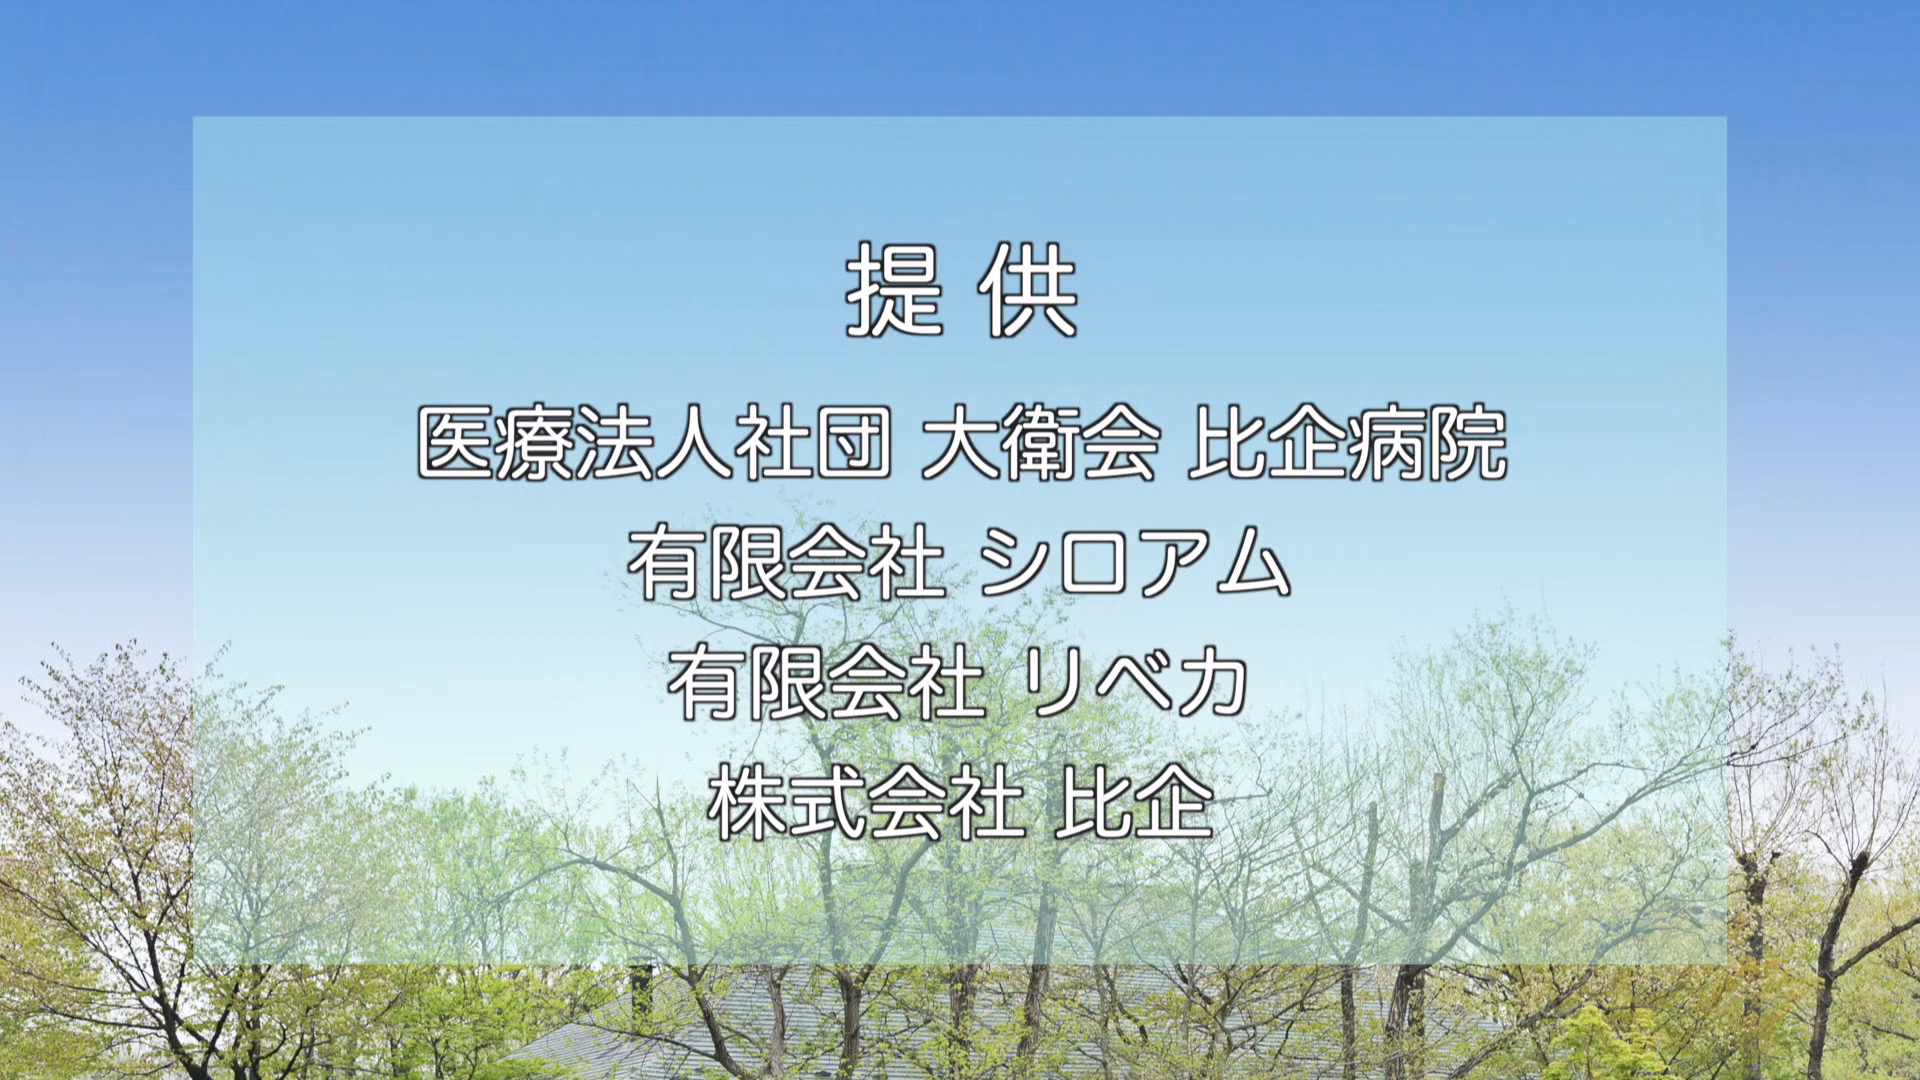 提 供
医療法人社団 大衛会 比企病院
有限会社 シロアム
有限会社 リベカ
株式会社 比企